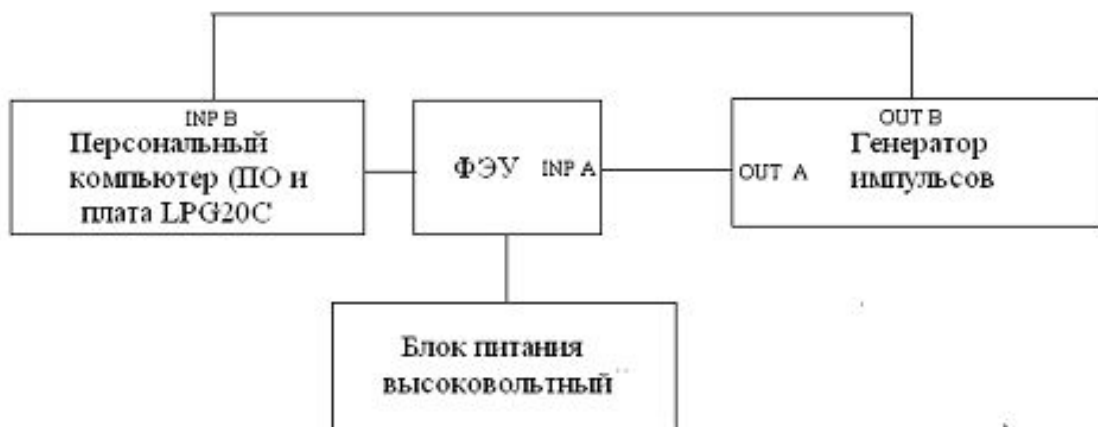 INP B
Персональный
компьютер (ПО и
плата LPG20C
ФЭУ INP A
OUT B
OUT A
Генератор
импульсов
Блок питания
высоковольтный